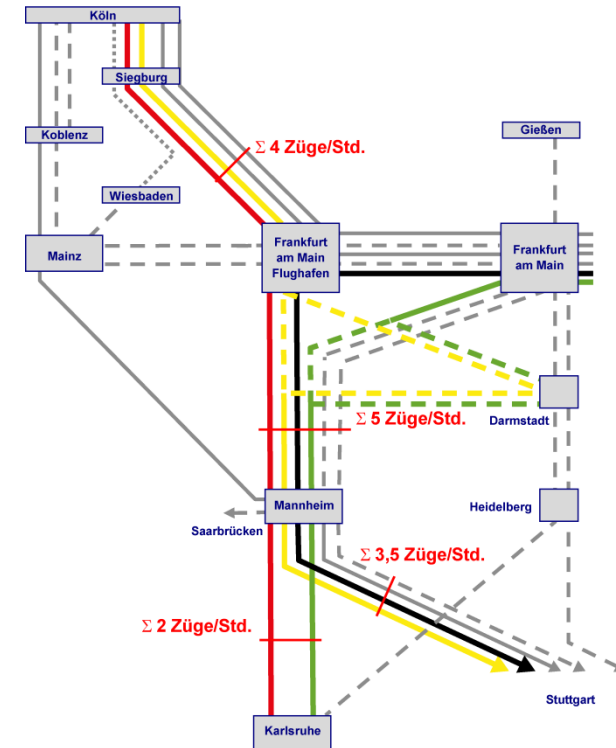 Köln
Siegburg
Koblenz
Gießen
Σ 4 Züge/Std.
Wiesbaden
Mainz
Frankfurt
am Main
Flughafen
Frankfurt
am Main
Σ 5 Züge/Std.
Darmstadt
Mannheim
Heidelberg
Saarbrücken
Σ 3,5 Züge/Std.
Σ 2 Züge/Std.
Stuttgart
Karlsruhe